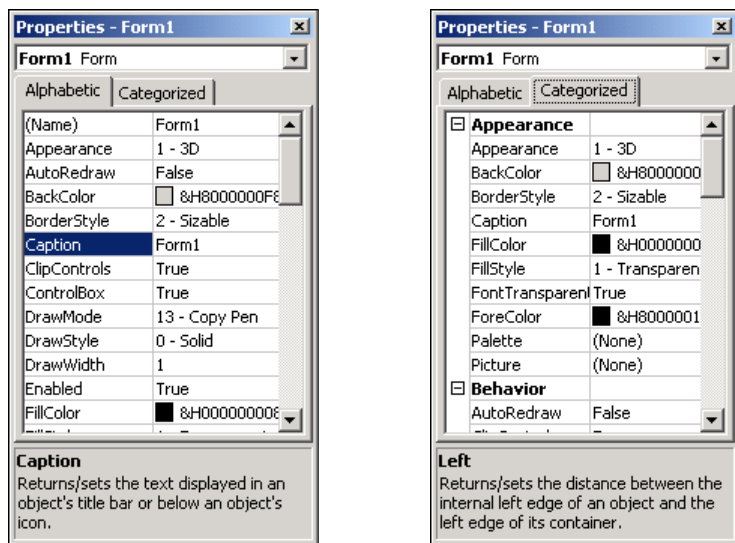 Properties - Form1
Form1 Form
Alphabetic Categorized
(Name) Form1
Appearance 1 - 3D
AutoRedraw False
BackColor &H8000000F&
BorderStyle 2 - Sizable
Caption Form1
ClipControls True
ControlBox True
DrawMode 13 - Copy Pen
DrawStyle 0 - Solid
DrawWidth 1
Enabled True
FillColor &H00000000&
Caption
Returns/sets the text displayed in an
object's title bar or below an object's
icon.
Properties - Form1
Form1 Form
Alphabetic Categorized
Appearance
Appearance 1 - 3D
BackColor &H8000000
BorderStyle 2 - Sizable
Caption Form1
FillColor &H0000000
FillStyle 1 - Transparen
FontTransparent True
ForeColor &H8000001
Palette (None)
Picture (None)
Behavior
AutoRedraw False
Left
Returns/sets the distance between the
internal left edge of an object and the
left edge of its container.